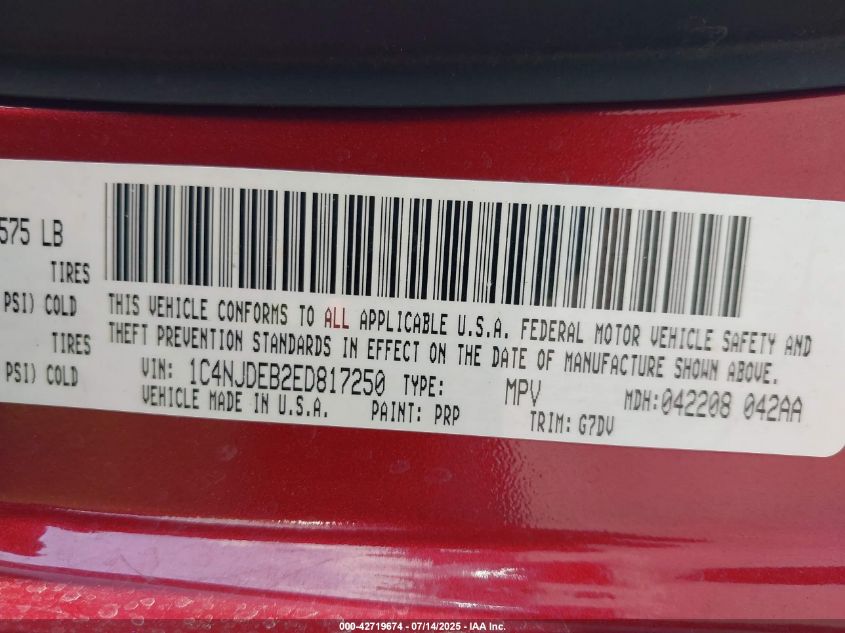 575 LB
TIRES
PSI) COLD
TIRES
PSI) COLD
THIS VEHICLE CONFORMS TO ALL APPLICABLE U.S.A. FEDERAL MOTOR VEHICLE SAFETY AND
THEFT PREVENTION STANDARDS IN EFFECT ON THE DATE OF MANUFACTURE SHOWN ABOVE.
VIN: 1C4NJDEB2ED817250 TYPE: MPV MDH:042208 042AA
VEHICLE MADE IN U.S.A. PAINT: PRP TRIM: G7DV
000-42719674 / 07/14/2025 - IAA Inc.